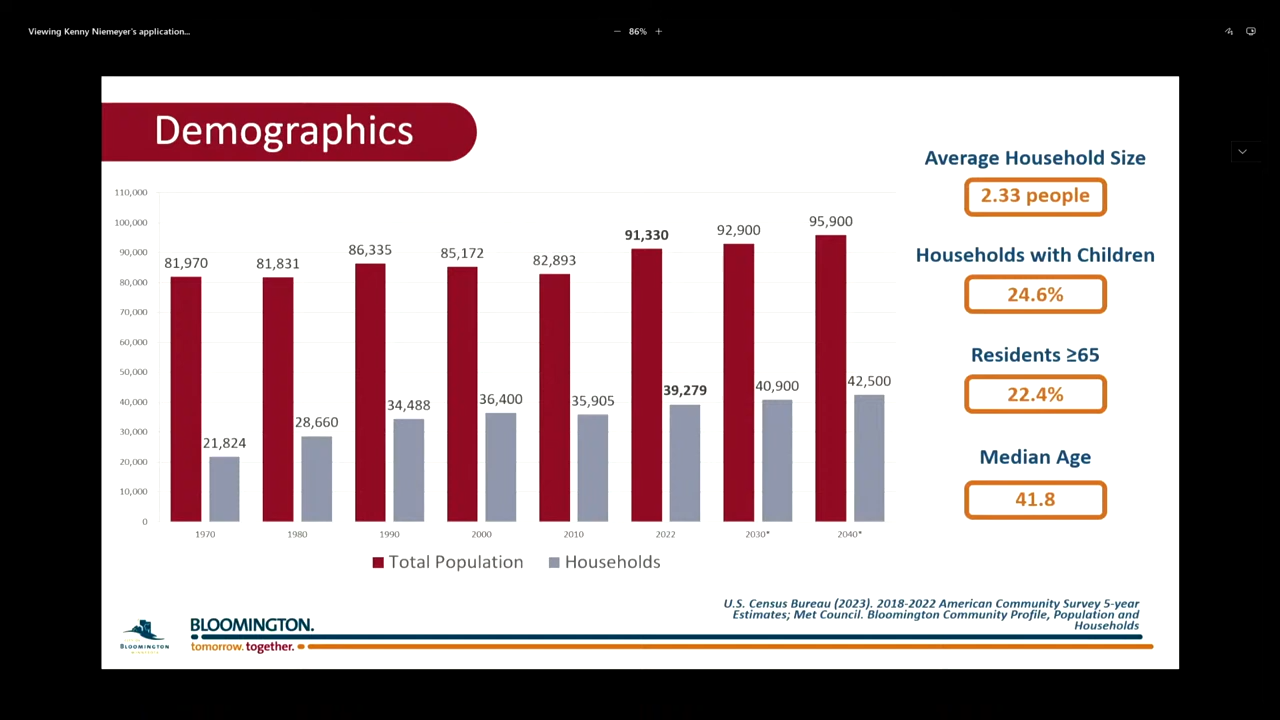 Viewing Kenny Niemeyer's application...
86%
Demographics
110,000
100,000
90,000
80,000
70,000
60,000
50,000
40,000
30,000
20,000
10,000
0
81,970
81,831
86,335
85,172
82,893
91,330
92,900
95,900
21,824
28,660
34,488
36,400
35,905
39,279
40,900
42,500
1970
1980
1990
2000
2010
2022
2030*
2040*
Total Population
Households
Average Household Size
2.33 people
Households with Children
24.6%
Residents ≥65
22.4%
Median Age
41.8
U.S. Census Bureau (2023). 2018-2022 American Community Survey 5-year
Estimates; Met Council. Bloomington Community Profile, Population and
Households
BLOOMINGTON
BLOOMINGTON.
tomorrow. together.